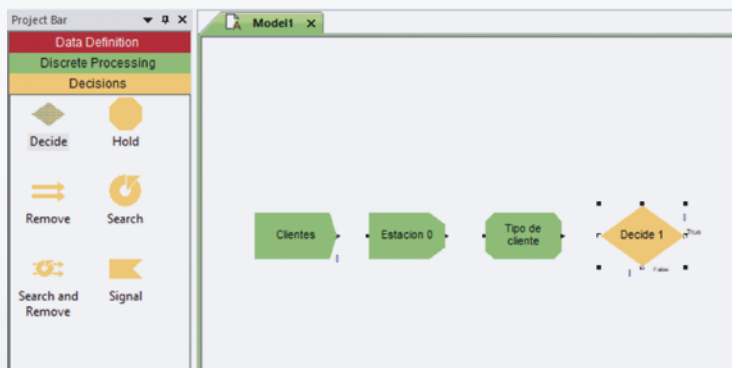 Project Bar
Data Definition
Discrete Processing
Decisions
Decide
Hold
Remove
Search
Search and
Remove
Signal
Model1
Clientes
Estacion 0
Tipo de
cliente
Decide 1
True
False